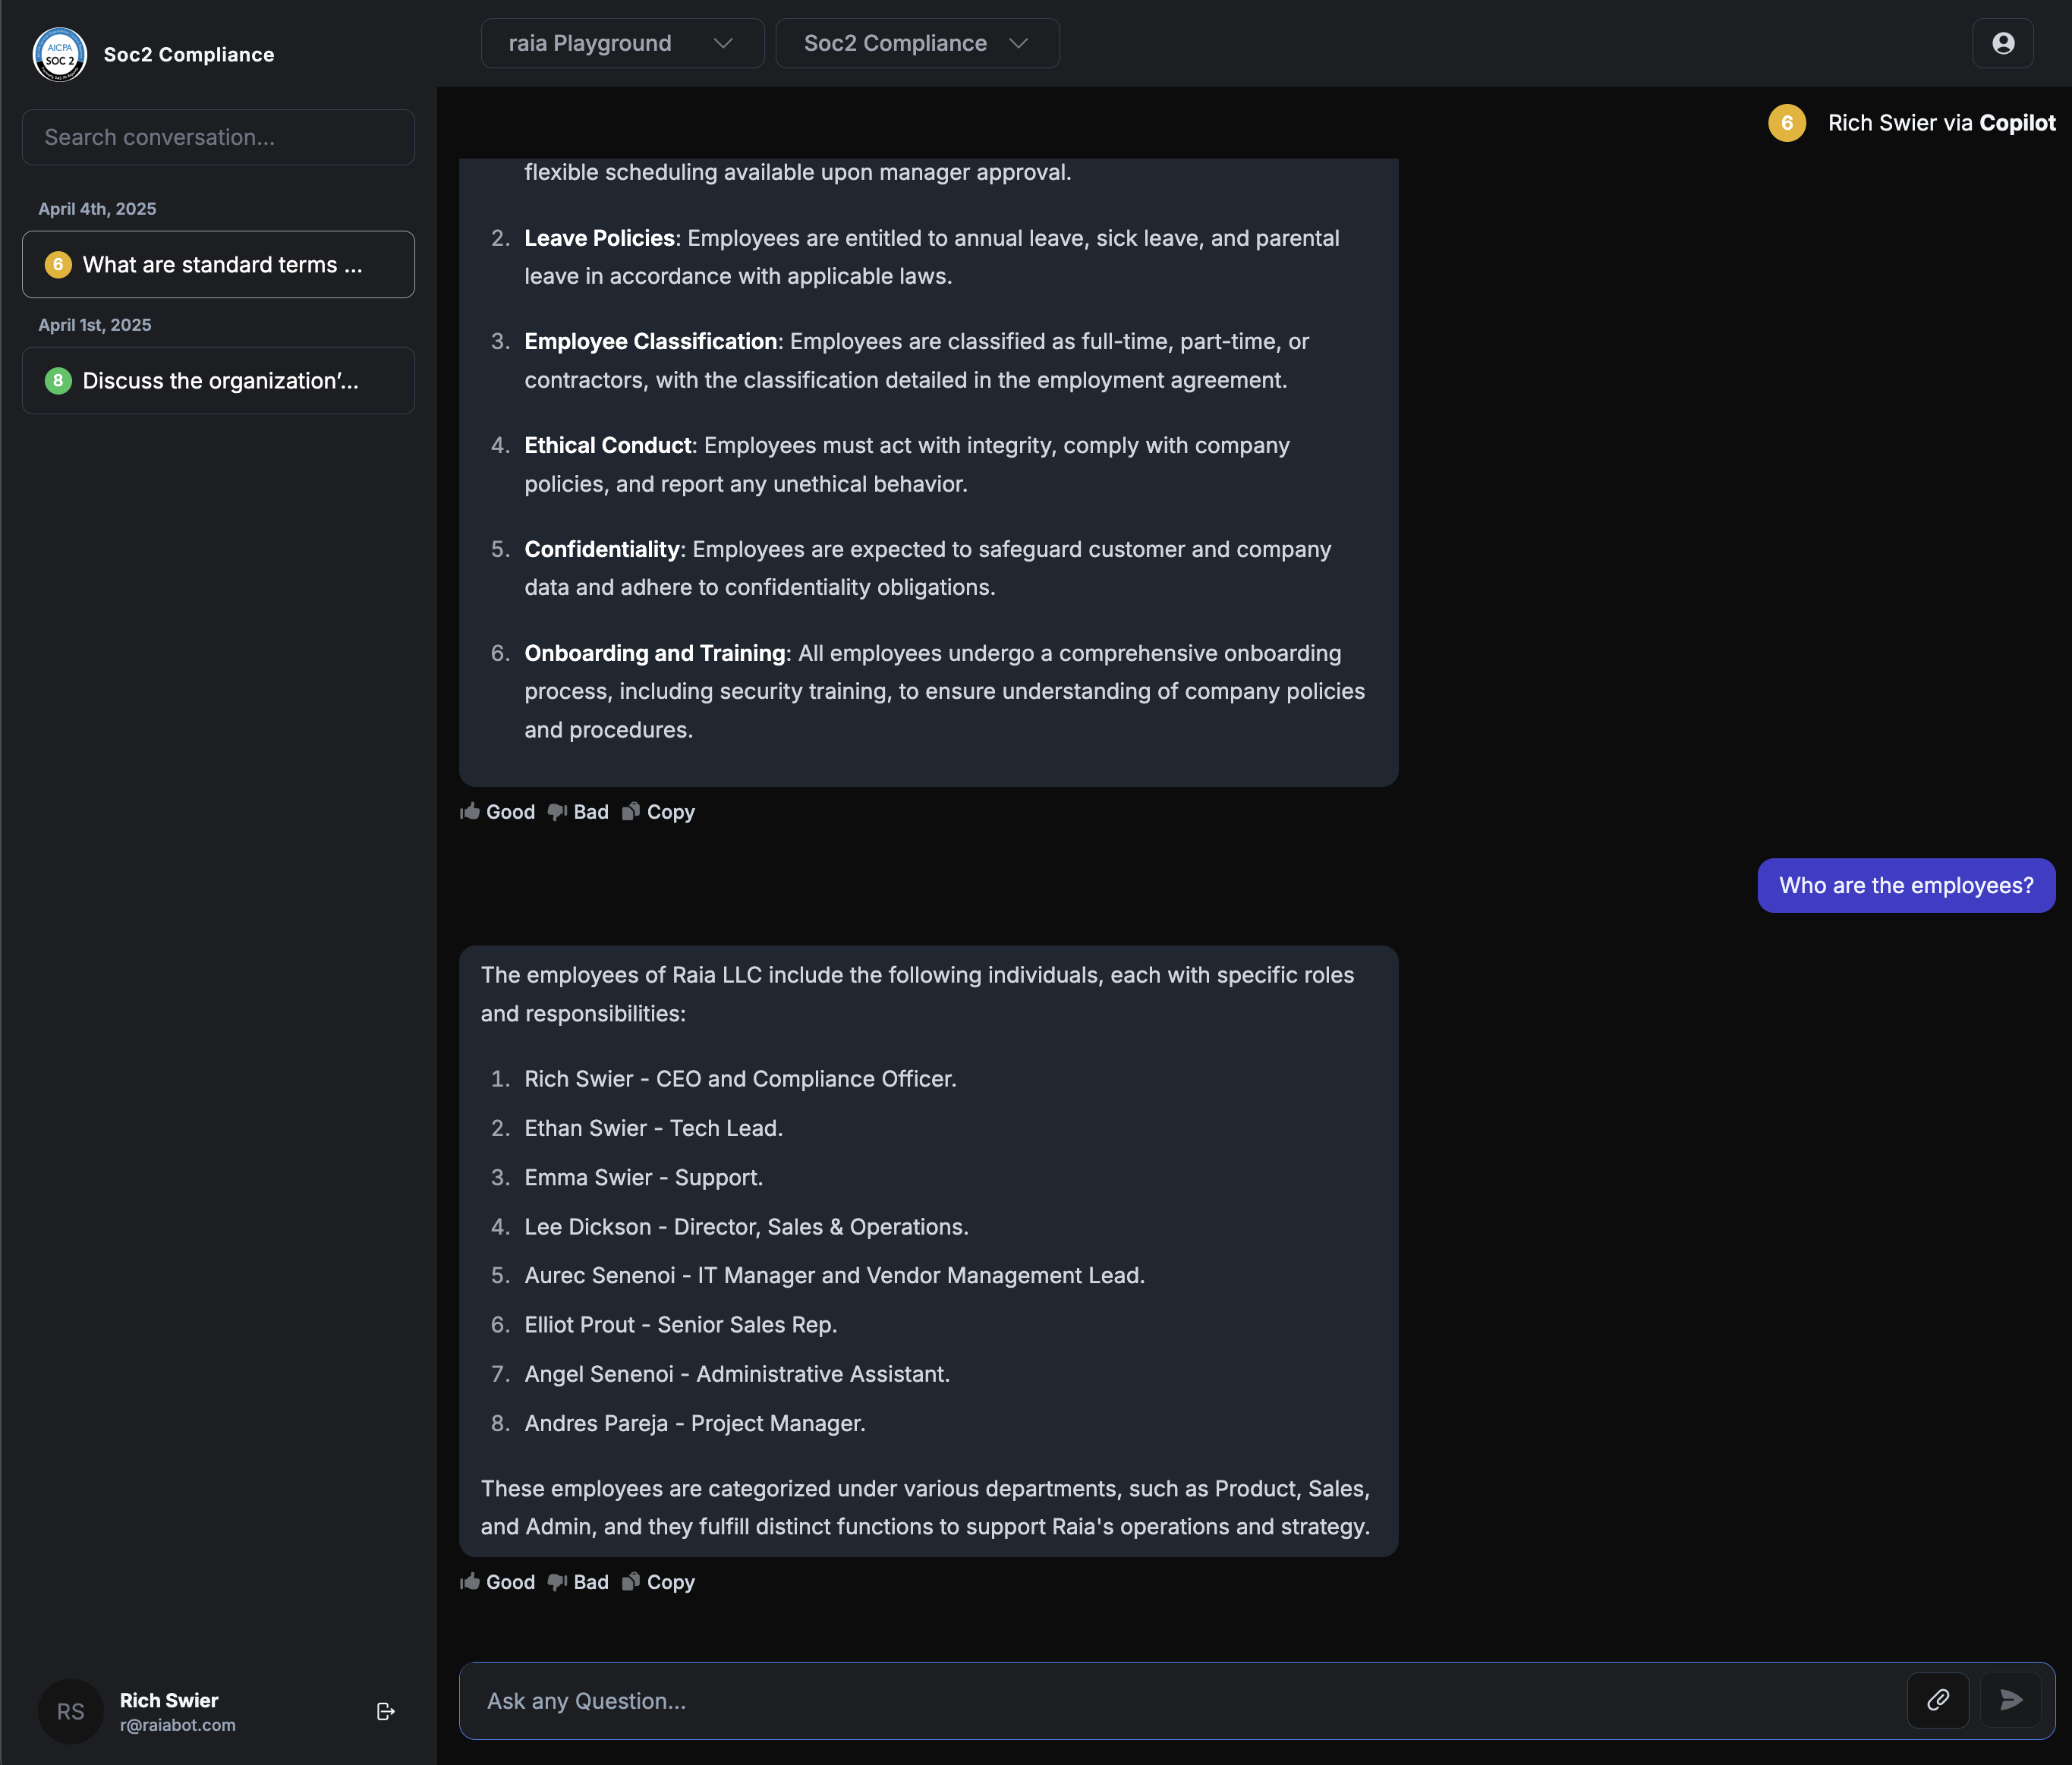 AICPA
SOC 2
Soc2 Compliance
raia Playground
Soc2 Compliance
Search conversation...
April 4th, 2025
6 What are standard terms ...
April 1st, 2025
8 Discuss the organization'...
6 Rich Swier via Copilot
flexible scheduling available upon manager approval.
2. Leave Policies: Employees are entitled to annual leave, sick leave, and parental
leave in accordance with applicable laws.
3. Employee Classification: Employees are classified as full-time, part-time, or
contractors, with the classification detailed in the employment agreement.
4. Ethical Conduct: Employees must act with integrity, comply with company
policies, and report any unethical behavior.
5. Confidentiality: Employees are expected to safeguard customer and company
data and adhere to confidentiality obligations.
6. Onboarding and Training: All employees undergo a comprehensive onboarding
process, including security training, to ensure understanding of company policies
and procedures.
Good Bad Copy
Who are the employees?
The employees of Raia LLC include the following individuals, each with specific roles
and responsibilities:
1. Rich Swier - CEO and Compliance Officer.
2. Ethan Swier - Tech Lead.
3. Emma Swier - Support.
4. Lee Dickson - Director, Sales & Operations.
5. Aurec Senenoi - IT Manager and Vendor Management Lead.
6. Elliot Prout - Senior Sales Rep.
7. Angel Senenoi - Administrative Assistant.
8. Andres Pareja - Project Manager.
These employees are categorized under various departments, such as Product, Sales,
and Admin, and they fulfill distinct functions to support Raia's operations and strategy.
Good Bad Copy
Ask any Question...
RS
Rich Swier
r@raiabot.com